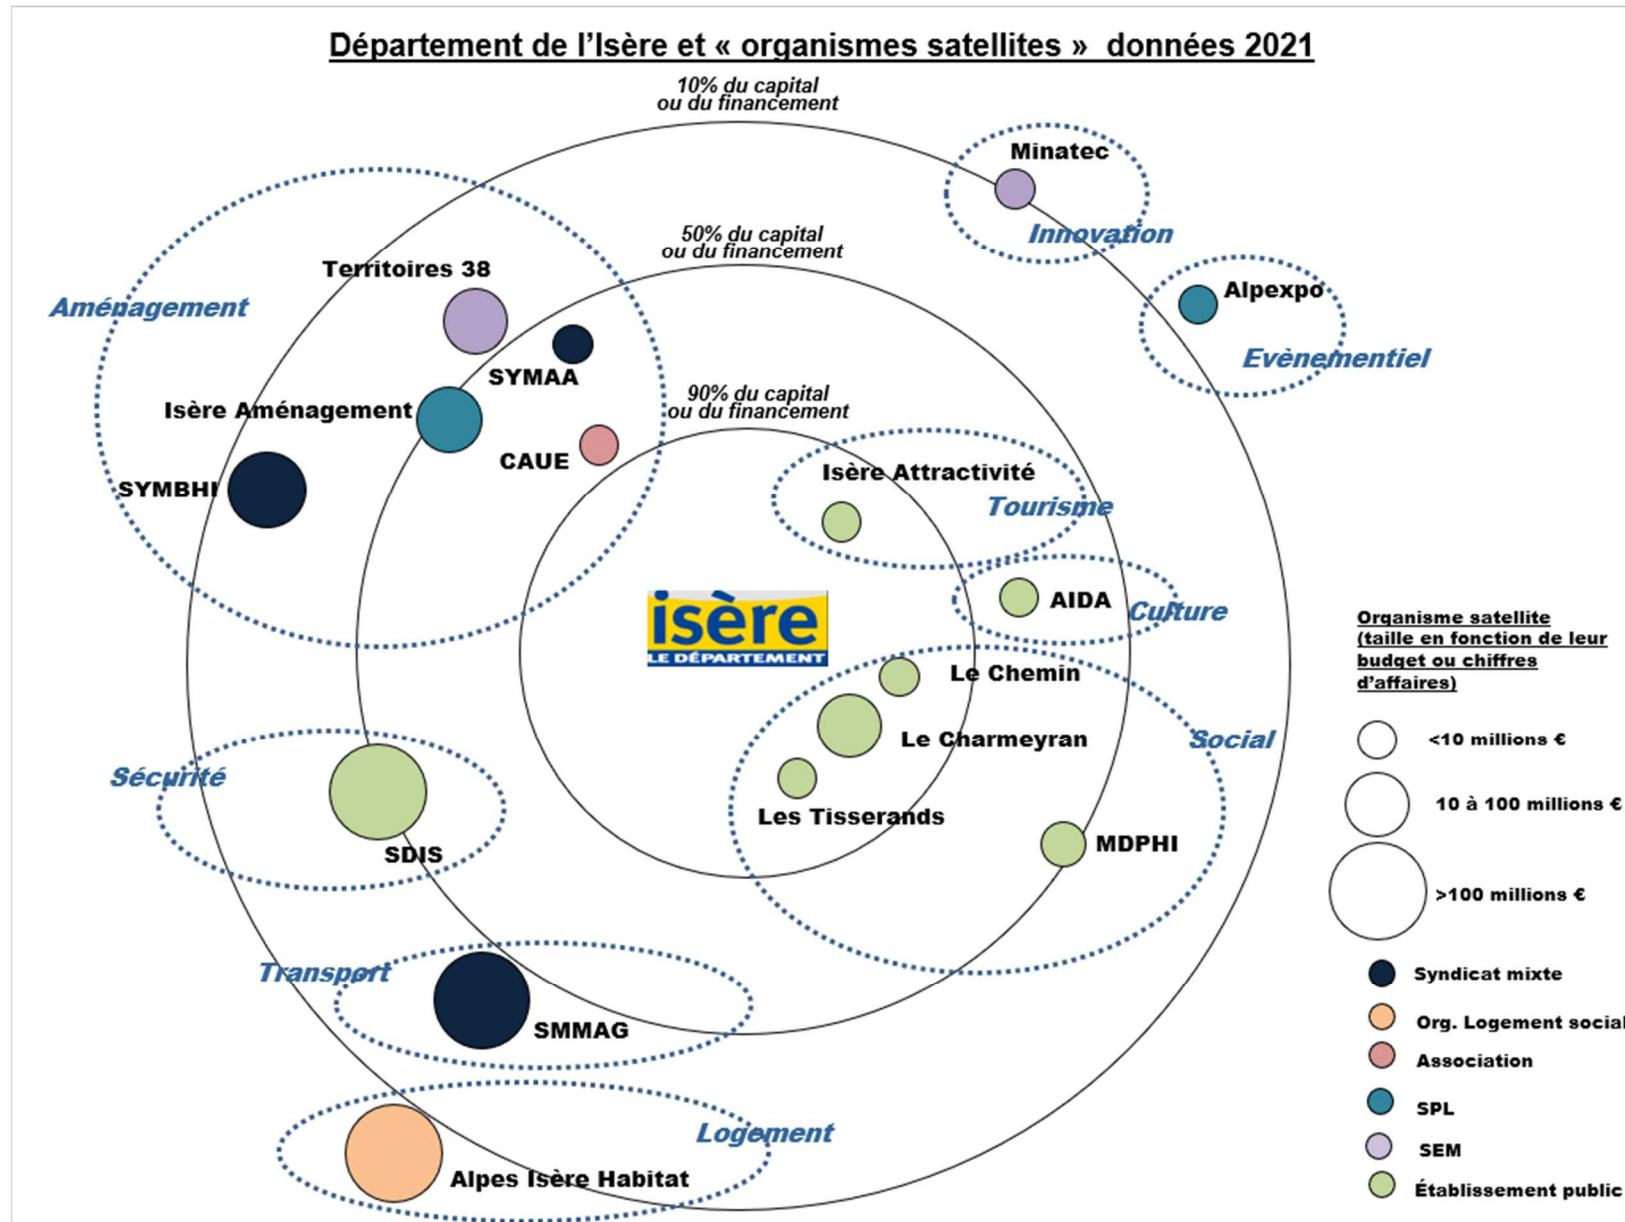 Département de l'Isère et « organismes satellites » données 2021
10% du capital
ou du financement
Minatec
Innovation
50% du capital
ou du financement
Territoires 38
Alpexpo
Aménagement
Evènementiel
SYMAA
90% du capital
ou du financement
Isère Aménagement
CAUE
Isère Attractivité
SYMBHI
Tourisme
isère
LE DÉPARTEMENT
AIDA
Culture
Le Chemin
Le Charmeyran
Social
Sécurité
Les Tisserands
MDPHI
SDIS
Transport
SMMAG
Logement
Alpes Isère Habitat
Organisme satellite
(taille en fonction de leur
budget ou chiffres
d'affaires)
<10 millions €
10 à 100 millions €
>100 millions €
Syndicat mixte
Org. Logement social
Association
SPL
SEM
Établissement public